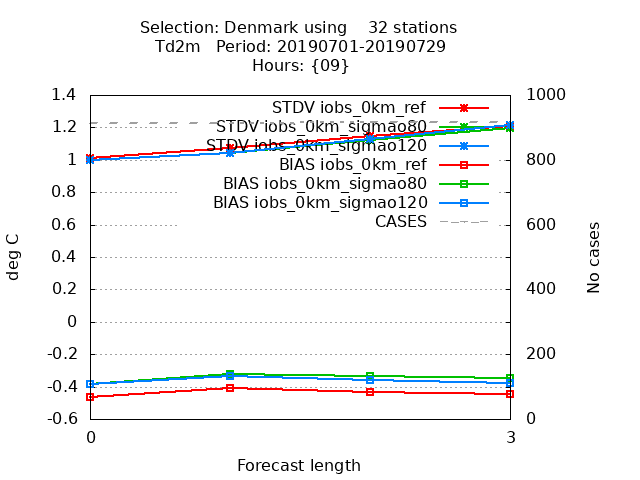 Selection: Denmark using    32 stations
Td2m   Period: 20190701-20190729
Hours: {09}
1.4
1.2
1
0.8
0.6
0.4
0.2
0
-0.2
-0.4
-0.6
deg C
STDV iobs_0km_ref
STDV iobs_0km_sigmao80
STDV iobs_0km_sigmao120
BIAS iobs_0km_ref
BIAS iobs_0km_sigmao80
BIAS iobs_0km_sigmao120
CASES
1000
800
600
400
200
0
No cases
0 3
Forecast length